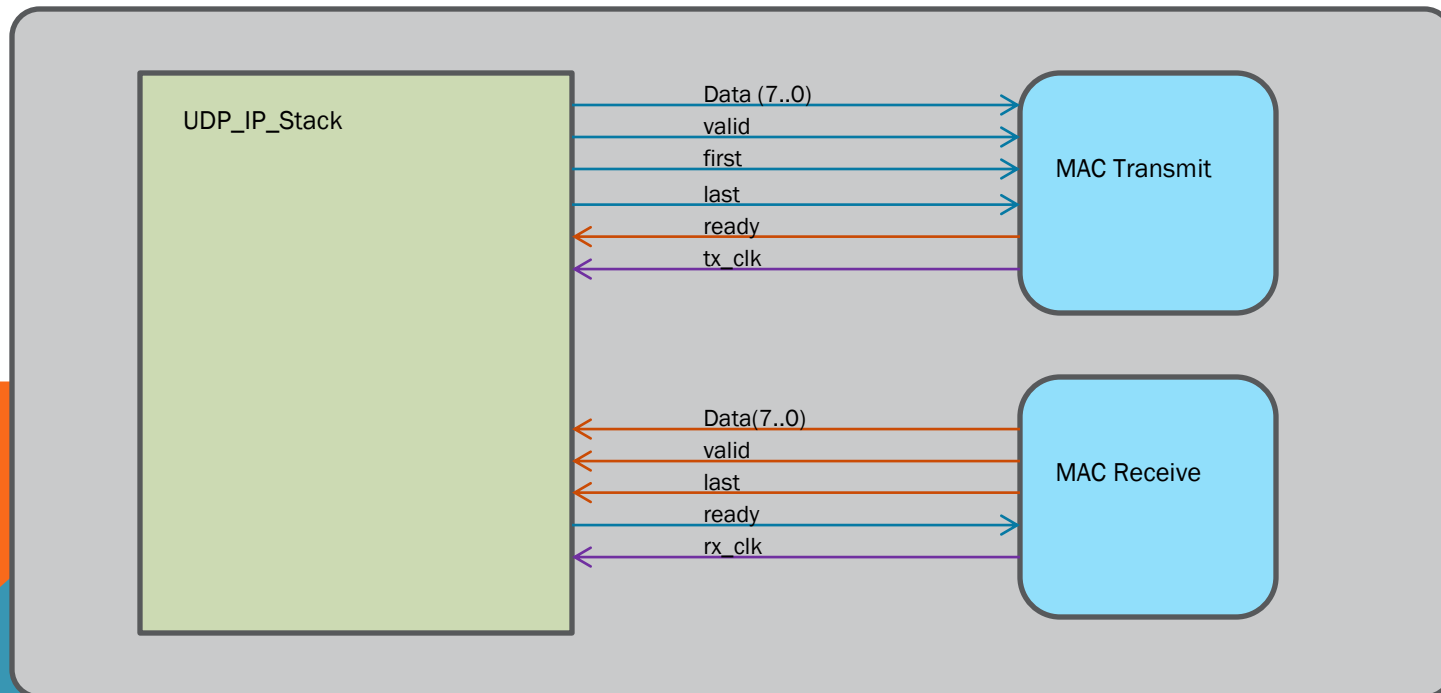 UDP_IP_Stack
Data (7..0)
valid
first
last
ready
tx_clk
MAC Transmit
Data(7..0)
valid
last
ready
rx_clk
MAC Receive